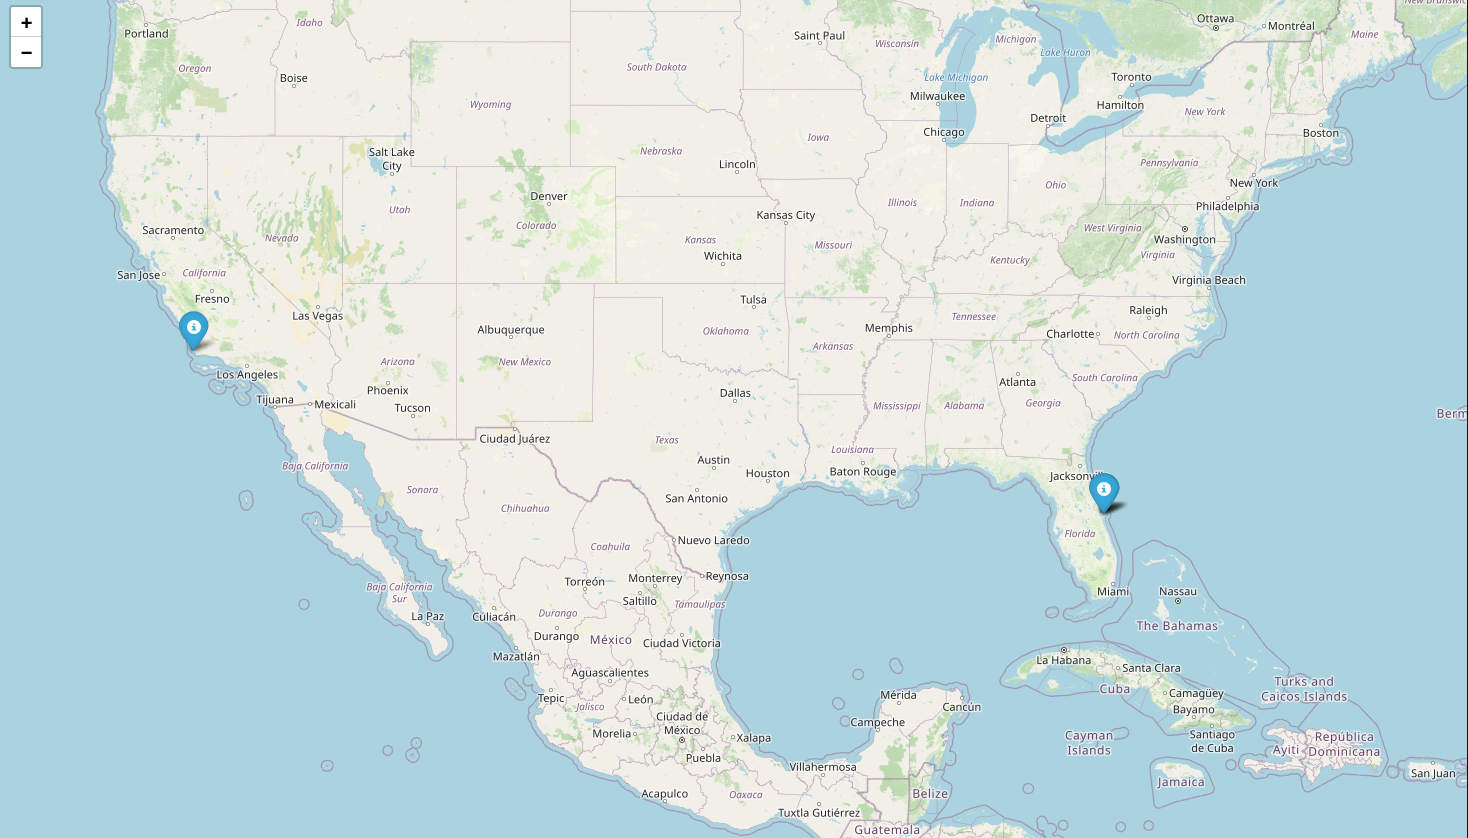 +
−
Portland
Idaho
Oregon
Boise
Wyoming
South Dakota
Saint Paul
Wisconsin
Michigan
Lake Huron
Lake Michigan
Milwaukee
Chicago
Detroit
Toronto
Hamilton
Ottawa
Montréal
Maine
New York
Boston
Salt Lake
City
Nebraska
Iowa
Lincoln
Pennsylvania
New York
Philadelphia
Denver
Utah
Colorado
Nevada
Sacramento
San Jose
California
Fresno
Las Vegas
Kansas City
Kansas
Wichita
Missouri
Illinois
Indiana
Ohio
West Virginia
Washington
Virginia
Kentucky
Virginia Beach
Tulsa
Oklahoma
Albuquerque
New Mexico
Arizona
Phoenix
Tucson
Los Angeles
Tijuana
Mexicali
Memphis
Arkansas
Tennessee
Raleigh
Charlotte
North Carolina
South Carolina
Atlanta
Georgia
Alabama
Mississippi
Dallas
Texas
Louisiana
Baton Rouge
Ciudad Juárez
Austin
Houston
San Antonio
Baja California
Sonora
Chihuahua
Coahuila
Nuevo Laredo
Reynosa
Monterrey
Torreón
Saltillo
Tamaulipas
Baja California
Sur
La Paz
Culiacán
Durango
Durango
México
Ciudad Victoria
Mazatlán
Aguascalientes
Tepic
León
Jalisco
Ciudad de
México
Morelia
Xalapa
Puebla
Acapulco
Oaxaca
Villahermosa
Tuxtla Gutiérrez
Campeche
Mérida
Cancún
Belize
Guatemala
Florida
Miami
Nassau
The Bahamas
La Habana
Santa Clara
Cuba
Camagüey
Bayamo
Santiago
de Cuba
Turks and
Caicos Islands
Cayman
Islands
Jamaica
Ayiti
República
Dominicana
San Juan